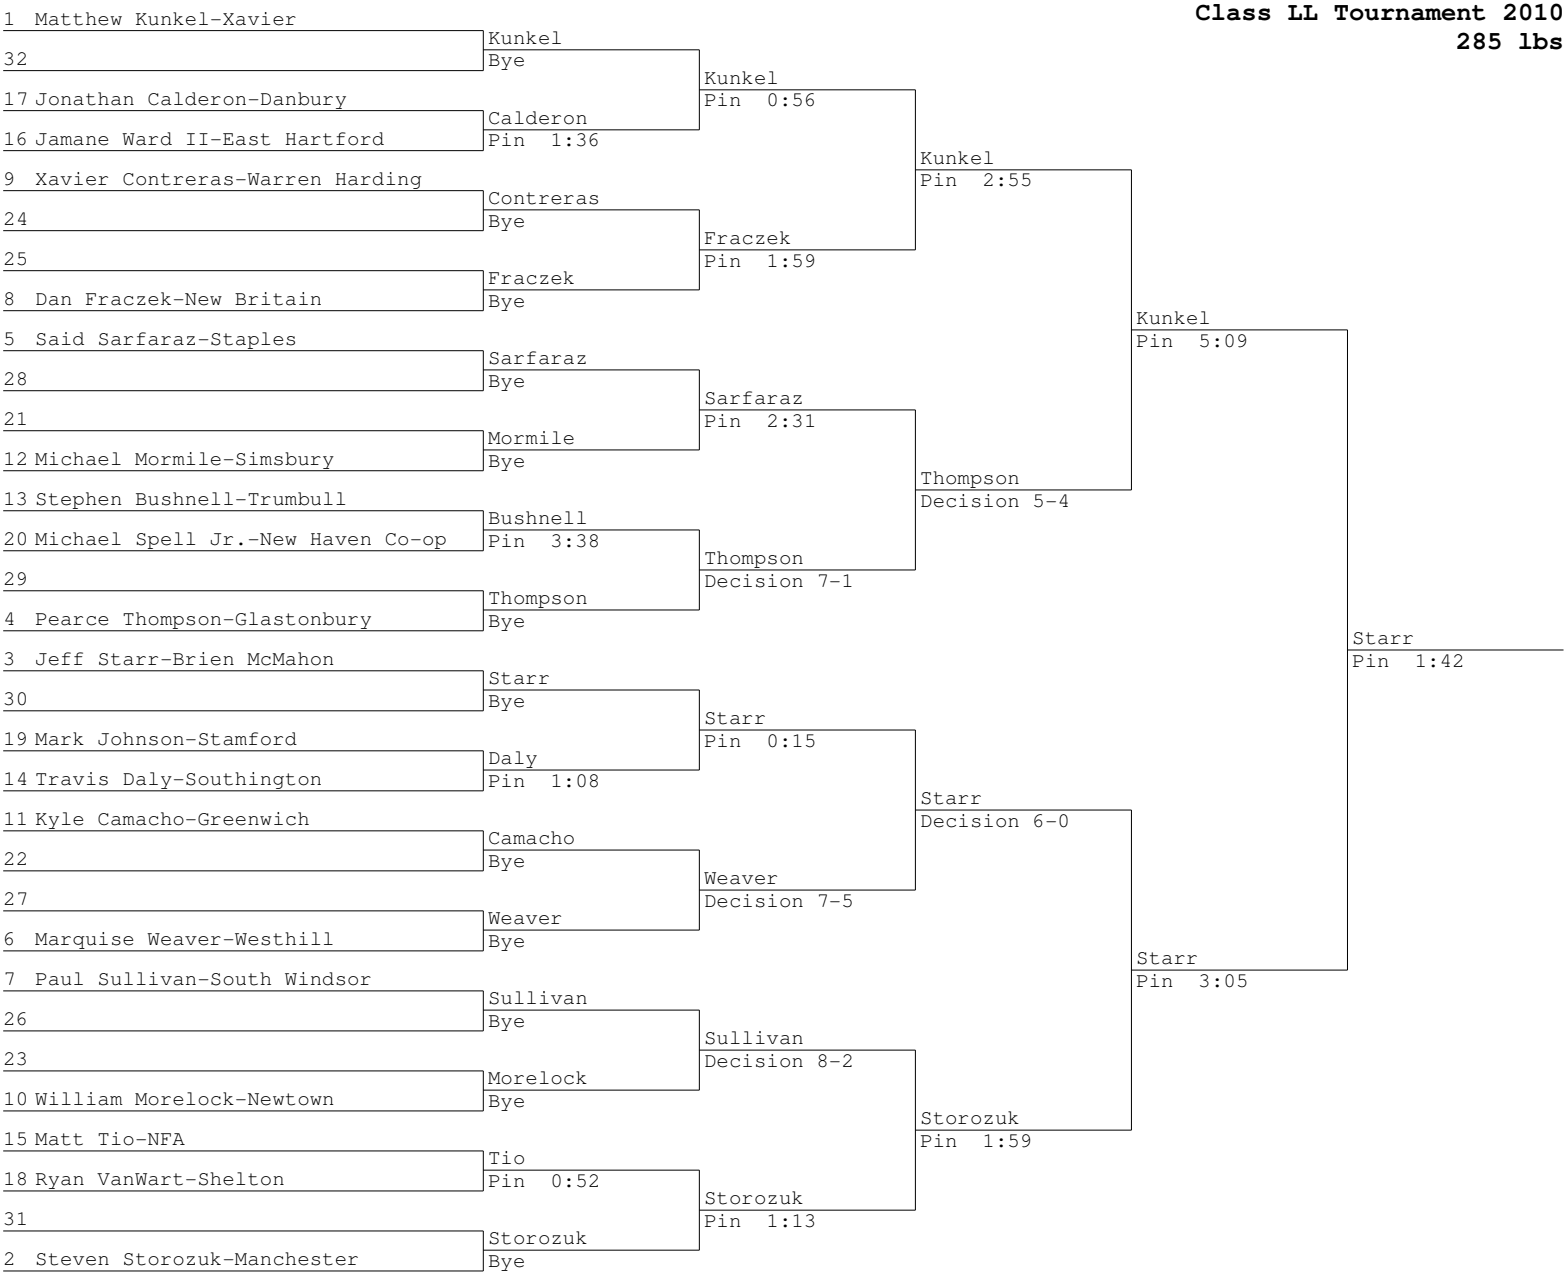 Class LL Tournament 2010
285 lbs
1 Matthew Kunkel-Xavier
32
17 Jonathan Calderon-Danbury
16 Jamane Ward II-East Hartford
9 Xavier Contreras-Warren Harding
24
25
8 Dan Fraczek-New Britain
5 Said Sarfaraz-Staples
28
21
12 Michael Mormile-Simsbury
13 Stephen Bushnell-Trumbull
20 Michael Spell Jr.-New Haven Co-op
29
4 Pearce Thompson-Glastonbury
3 Jeff Starr-Brien McMahon
30
19 Mark Johnson-Stamford
14 Travis Daly-Southington
11 Kyle Camacho-Greenwich
22
27
6 Marquise Weaver-Westhill
7 Paul Sullivan-South Windsor
26
23
10 William Morelock-Newtown
15 Matt Tio-NFA
18 Ryan VanWart-Shelton
31
2 Steven Storozuk-Manchester
Kunkel
Bye
Calderon
Pin 1:36
Contreras
Bye
Fraczek
Bye
Sarfaraz
Bye
Mormile
Bye
Bushnell
Pin 3:38
Thompson
Bye
Starr
Bye
Daly
Pin 1:08
Camacho
Bye
Weaver
Bye
Sullivan
Bye
Morelock
Bye
Tio
Pin 0:52
Storozuk
Bye
Kunkel
Pin 0:56
Fraczek
Pin 1:59
Sarfaraz
Pin 2:31
Thompson
Decision 7-1
Starr
Pin 0:15
Weaver
Decision 7-5
Sullivan
Decision 8-2
Storozuk
Pin 1:13
Kunkel
Pin 2:55
Thompson
Decision 5-4
Starr
Decision 6-0
Storozuk
Pin 1:59
Kunkel
Pin 5:09
Starr
Pin 3:05
Starr
Pin 1:42